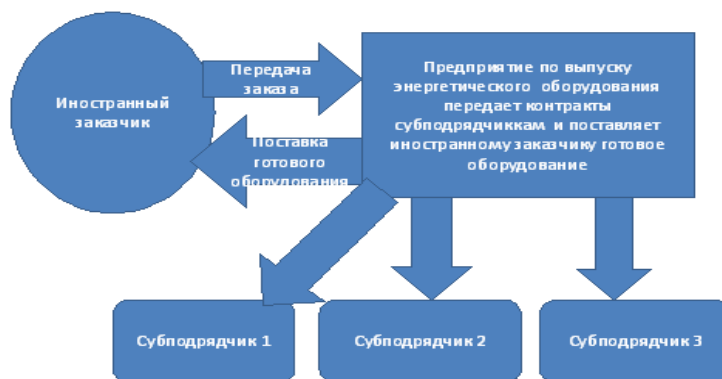 Иностранный
заказчик
Передача
заказа
Поставка
готового
оборудования
Предприятие по выпуску
энергетического оборудования
передает контракты
субподрядчиккам и поставляет
иностранному заказчику готовое
оборудование
Субподрядчик 1
Субподрядчик 2
Субподрядчик 3